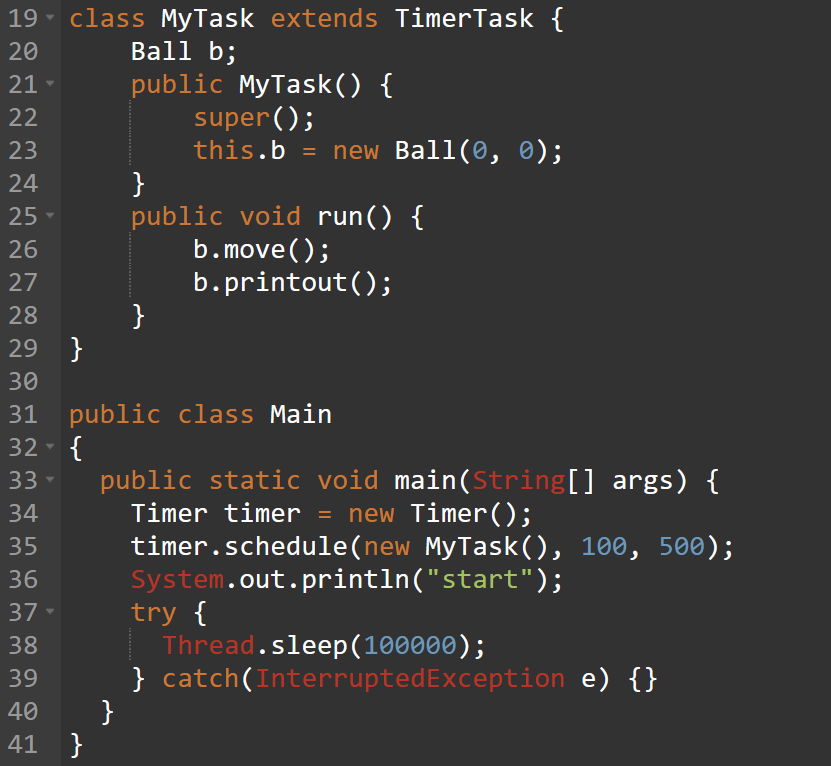 19 class MyTask extends TimerTask {
20     Ball b;
21     public MyTask() {
22         super();
23         this.b = new Ball(0, 0);
24     }
25     public void run() {
26         b.move();
27         b.printout();
28     }
29 }
30
31 public class Main
32 {
33   public static void main(String[] args) {
34     Timer timer = new Timer();
35     timer.schedule(new MyTask(), 100, 500);
36     System.out.println("start");
37     try {
38       Thread.sleep(100000);
39     } catch(InterruptedException e) {}
40   }
41 }